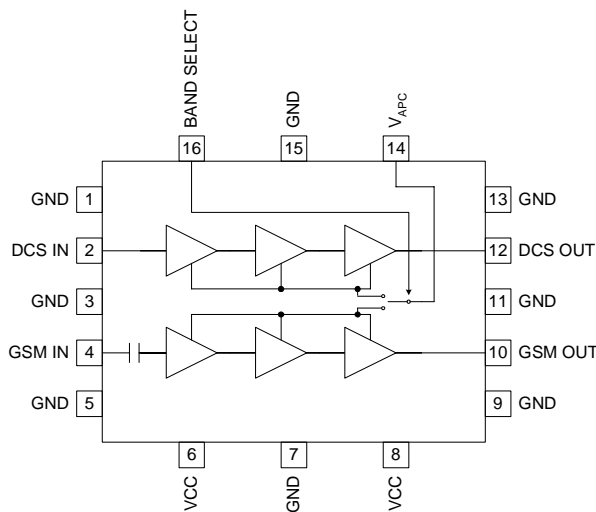 BAND SELECT
GND
VAPC
16
15
14
GND 1
13 GND
DCS IN 2
12 DCS OUT
GND 3
11 GND
GSM IN 4
10 GSM OUT
GND 5
9 GND
6
7
8
VCC
GND
VCC